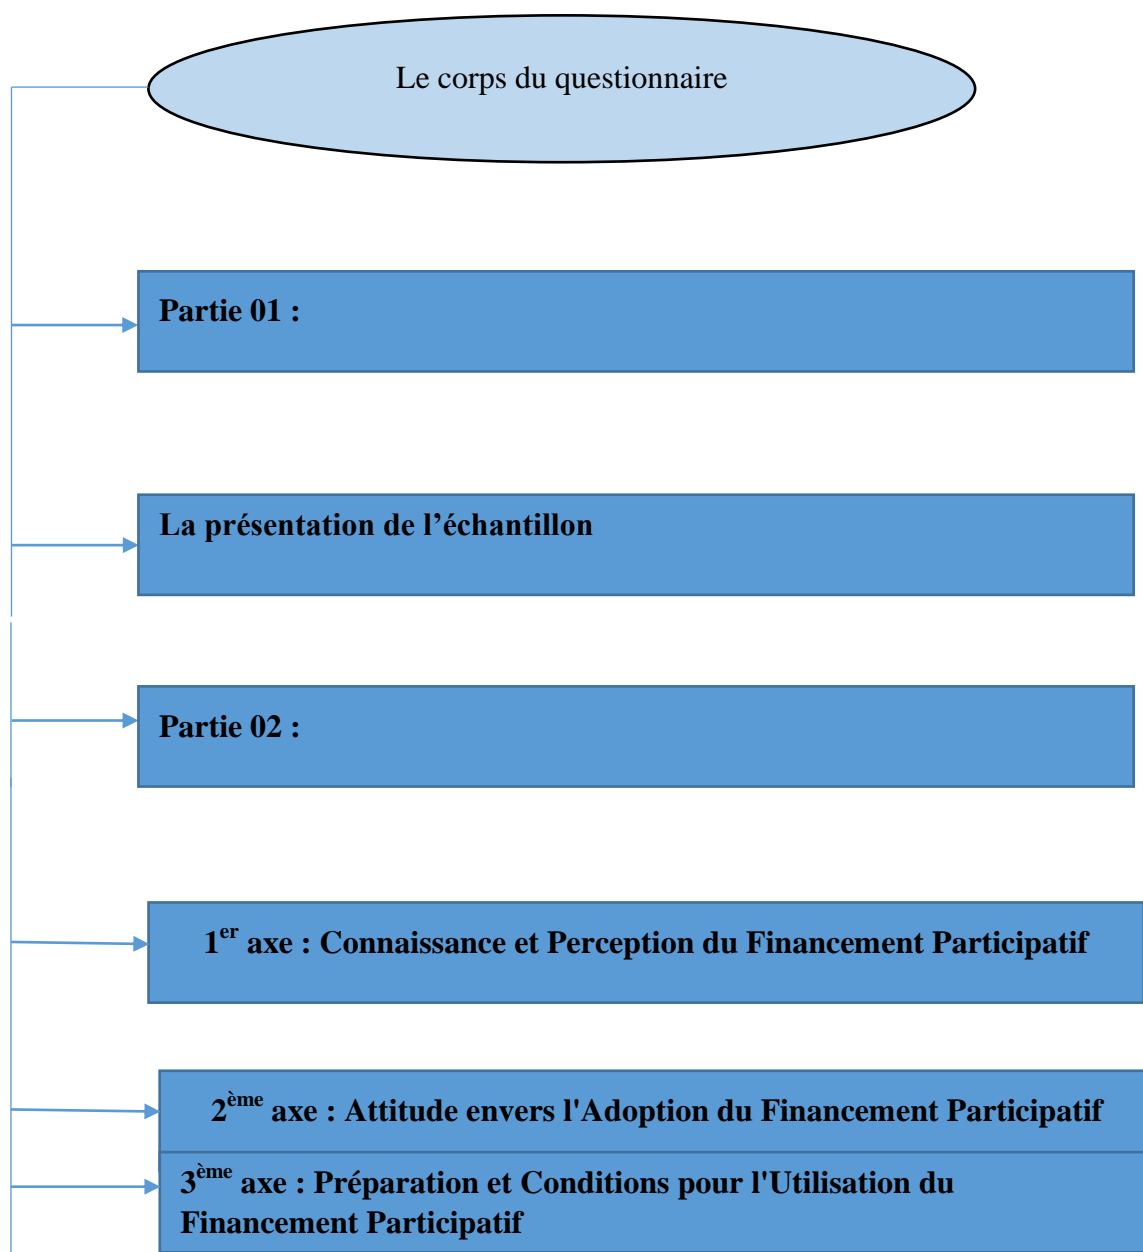 Le corps du questionnaire
Partie 01 :
La présentation de l’échantillon
Partie 02 :
1er axe : Connaissance et Perception du Financement Participatif
2ème axe : Attitude envers l'Adoption du Financement Participatif
3ème axe : Préparation et Conditions pour l'Utilisation du
Financement Participatif